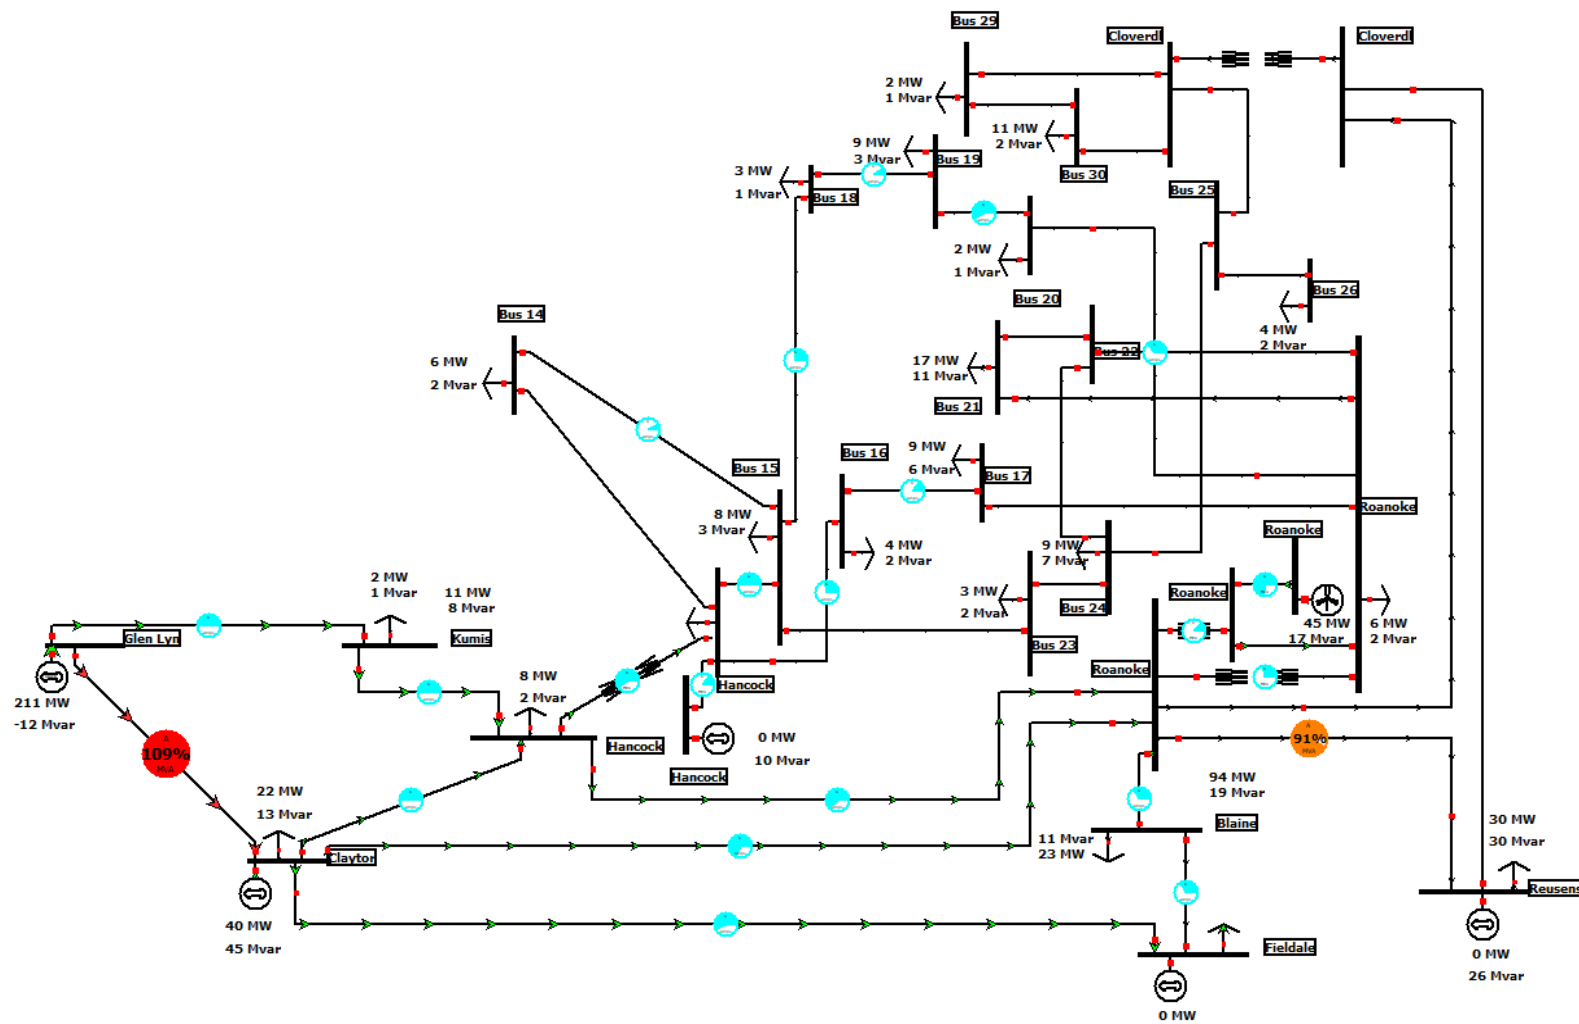 Bus 29
Cloverdl
Cloverdl
2 MW
1 Mvar
11 MW
2 Mvar
9 MW
3 Mvar
Bus 19
Bus 30
3 MW
1 Mvar
Bus 18
Bus 25
2 MW
1 Mvar
Bus 26
Bus 20
4 MW
2 Mvar
Bus 14
6 MW
2 Mvar
Bus 22
17 MW
11 Mvar
Bus 21
Bus 15
Bus 16
9 MW
6 Mvar
Bus 17
Roanoke
8 MW
3 Mvar
Roanoke
4 MW
2 Mvar
9 MW
7 Mvar
2 MW
1 Mvar
11 MW
8 Mvar
3 MW
2 Mvar
Bus 24
Roanoke
45 MW
17 Mvar
6 MW
2 Mvar
Glen Lyn
Kumis
Bus 23
Roanoke
211 MW
-12 Mvar
8 MW
2 Mvar
Hancock
Hancock
0 MW
10 Mvar
Hancock
A
109%
MVA
A
91%
MVA
22 MW
13 Mvar
94 MW
19 Mvar
Blaine
11 Mvar
23 MW
30 MW
30 Mvar
Claytor
Reusens
40 MW
45 Mvar
Fieldale
0 MW
26 Mvar
0 MW